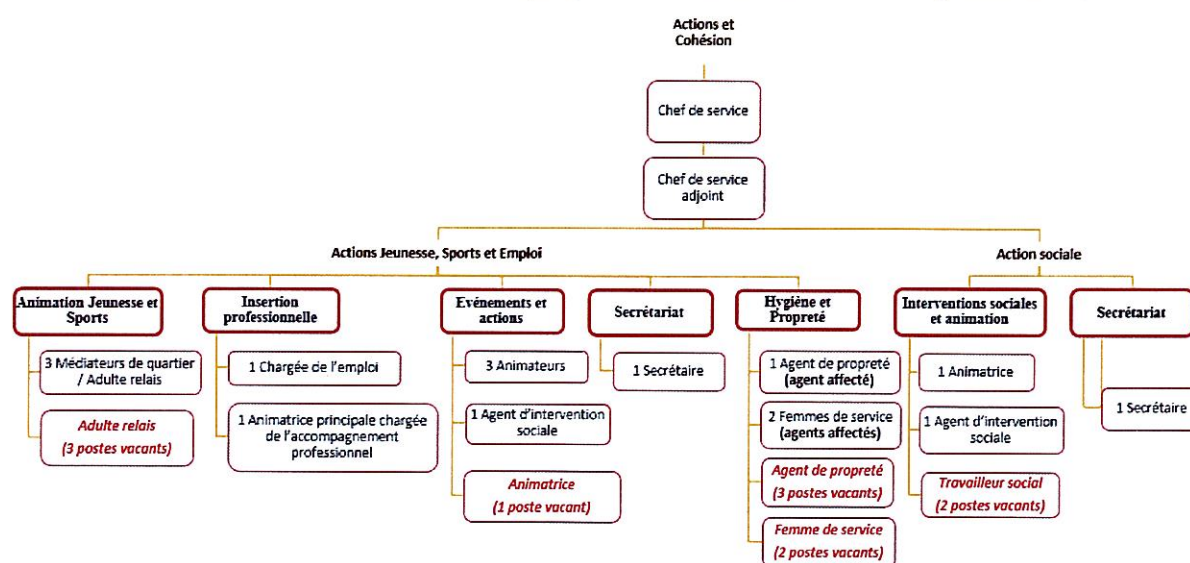 Actions et
Cohésion
Chef de service
Chef de service
adjoint
Actions Jeunesse, Sports et Emploi
Action sociale
Animation Jeunesse et
Sports
3 Médiateurs de quartier
/ Adulte relais
Adulte relais
(3 postes vacants)
Insertion
professionnelle
1 Chargée de l'emploi
1 Animatrice principale chargée
de l'accompagnement
professionnel
Evénements et
actions
3 Animateurs
1 Agent d'intervention
sociale
Animatrice
(1 poste vacant)
Secrétariat
1 Secrétaire
Hygiène et
Propreté
1 Agent de propreté
(agent affecté)
2 Femmes de service
(agents affectés)
Agent de propreté
(3 postes vacants)
Femme de service
(2 postes vacants)
Interventions sociales
et animation
1 Animatrice
1 Agent d'intervention
sociale
Travailleur social
(2 postes vacants)
Secrétariat
1 Secrétaire